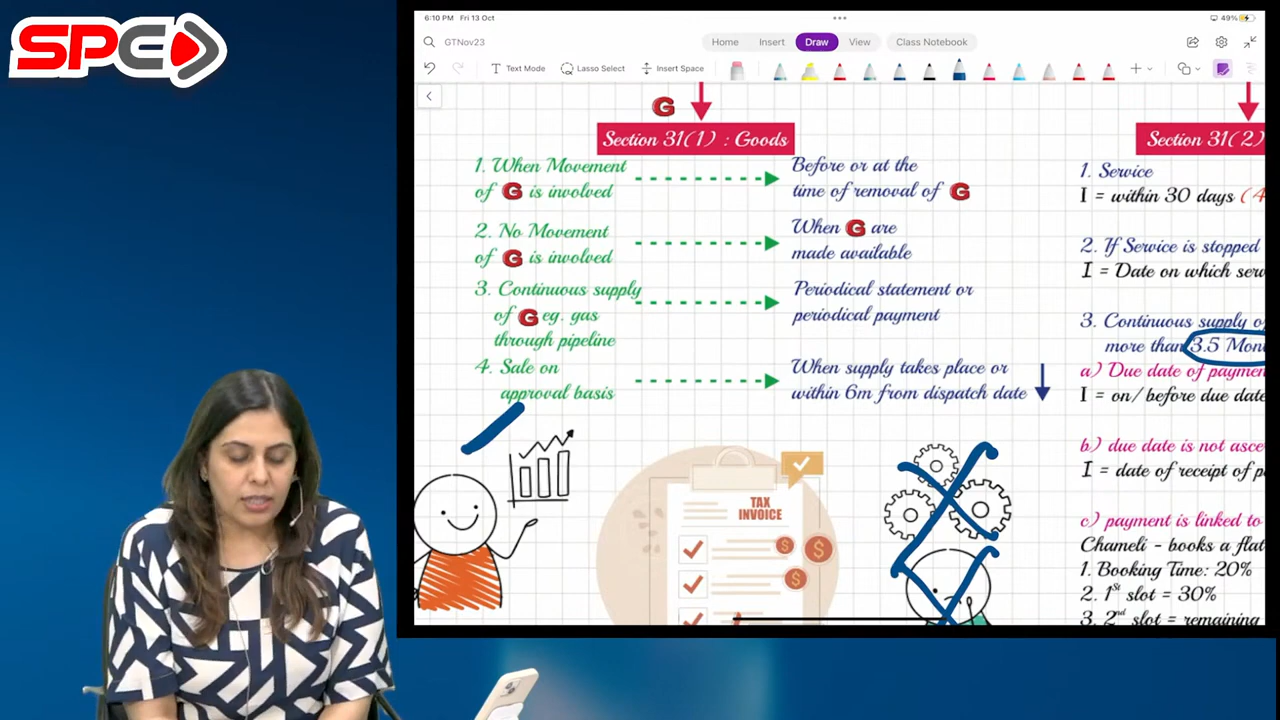 SPC
6:10 PM Fri 13 Oct
49%
GTNov23
Home Insert Draw View Class Notebook
Text Mode Lasso Select Insert Space
G
Section 31(1) : Goods
1. When Movement
of G is involved
Before or at the
time of removal of G
2. No Movement
of G is involved
When G are
made available
3. Continuous supply
of G eg. gas
through pipeline
Periodical statement or
periodical payment
4. Sale on
approval basis
When supply takes place or
within 6m from dispatch date
TAX
INVOICE
Section 31(2)
1. Service
I = within 30 days (4
2. If Service is stopped
I = Date on which
3. Continuous supply
more than 3.5
a) Due date of
I = on/ before due date
b) due date is not
I = date of receipt of
c) payment is linked to
Chameli - books a flat
1. Booking Time: 20%
2. 1st slot = 30%
3. 2nd slot = remaining